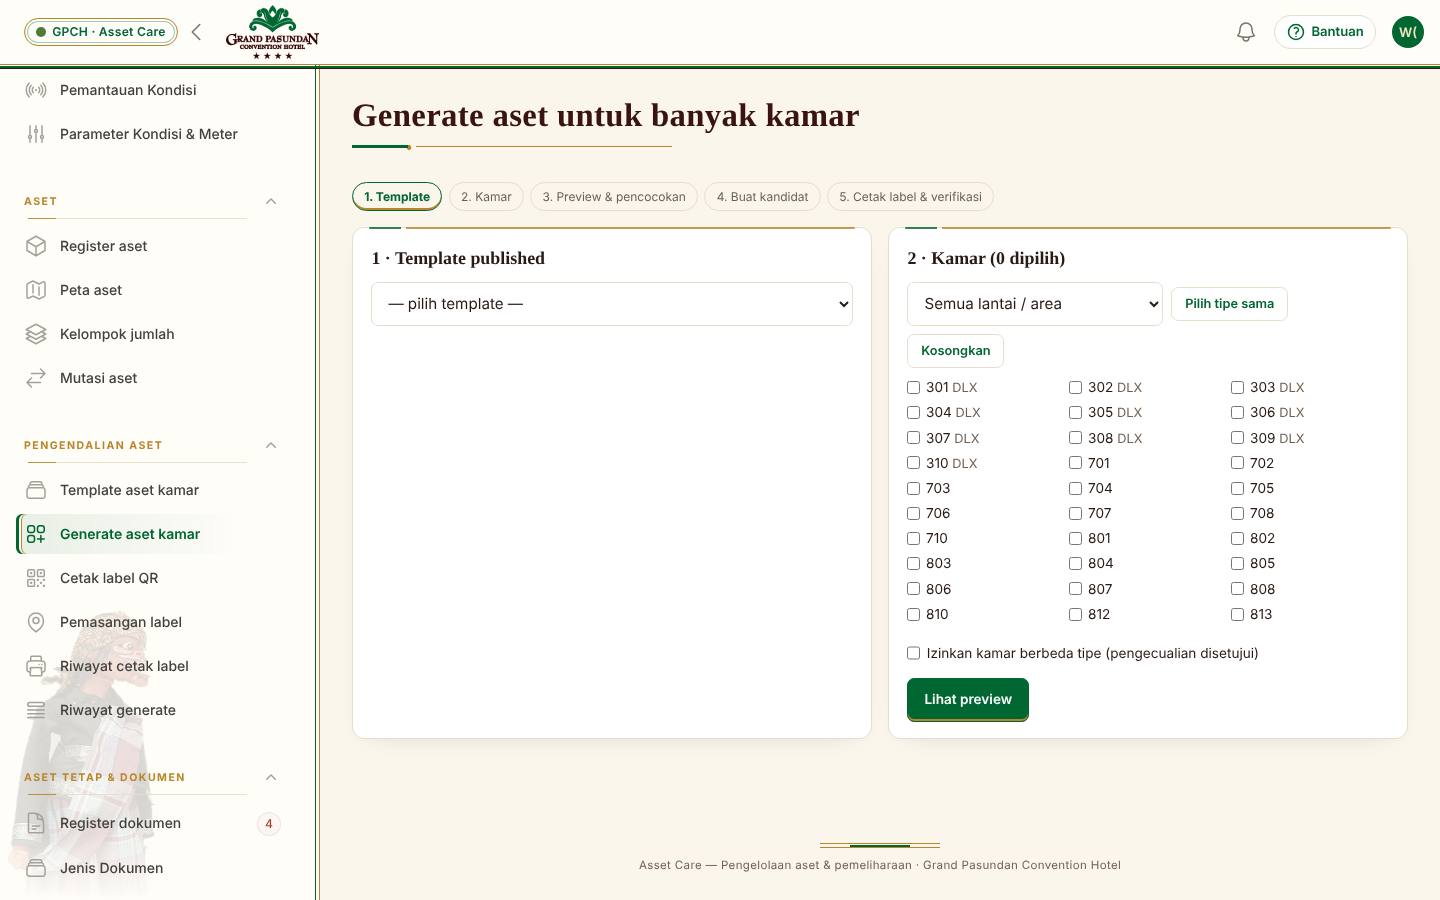 GPCH · Asset Care
GRAND PASUNDAN
CONVENTION HOTEL
Bantuan
W(
Pemantauan Kondisi
Parameter Kondisi & Meter
ASET
Register aset
Peta aset
Kelompok jumlah
Mutasi aset
PENGENDALIAN ASET
Template aset kamar
Generate aset kamar
Cetak label QR
Pemasangan label
Riwayat cetak label
Riwayat generate
ASET TETAP & DOKUMEN
Register dokumen 4
Jenis Dokumen
Generate aset untuk banyak kamar
1. Template 2. Kamar 3. Preview & pencocokan 4. Buat kandidat 5. Cetak label & verifikasi
1 · Template published
— pilih template —
2 · Kamar (0 dipilih)
Semua lantai / area Pilih tipe sama
Kosongkan
301 DLX 302 DLX 303 DLX
304 DLX 305 DLX 306 DLX
307 DLX 308 DLX 309 DLX
310 DLX 701 702
703 704 705
706 707 708
710 801 802
803 804 805
806 807 808
810 812 813
Izinkan kamar berbeda tipe (pengecualian disetujui)
Lihat preview
Asset Care — Pengelolaan aset & pemeliharaan · Grand Pasundan Convention Hotel